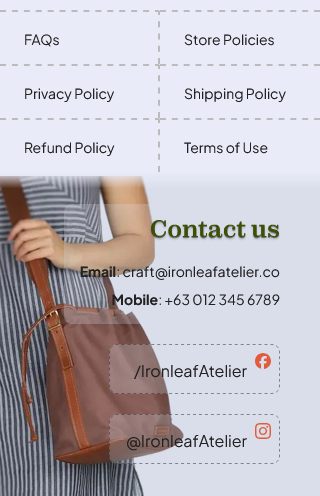 FAQs
Store Policies
Privacy Policy
Shipping Policy
Refund Policy
Terms of Use
Contact us
Email: craft@ironleafatelier.co
Mobile: +63 012 345 6789
/IronleafAtelier
@IronleafAtelier